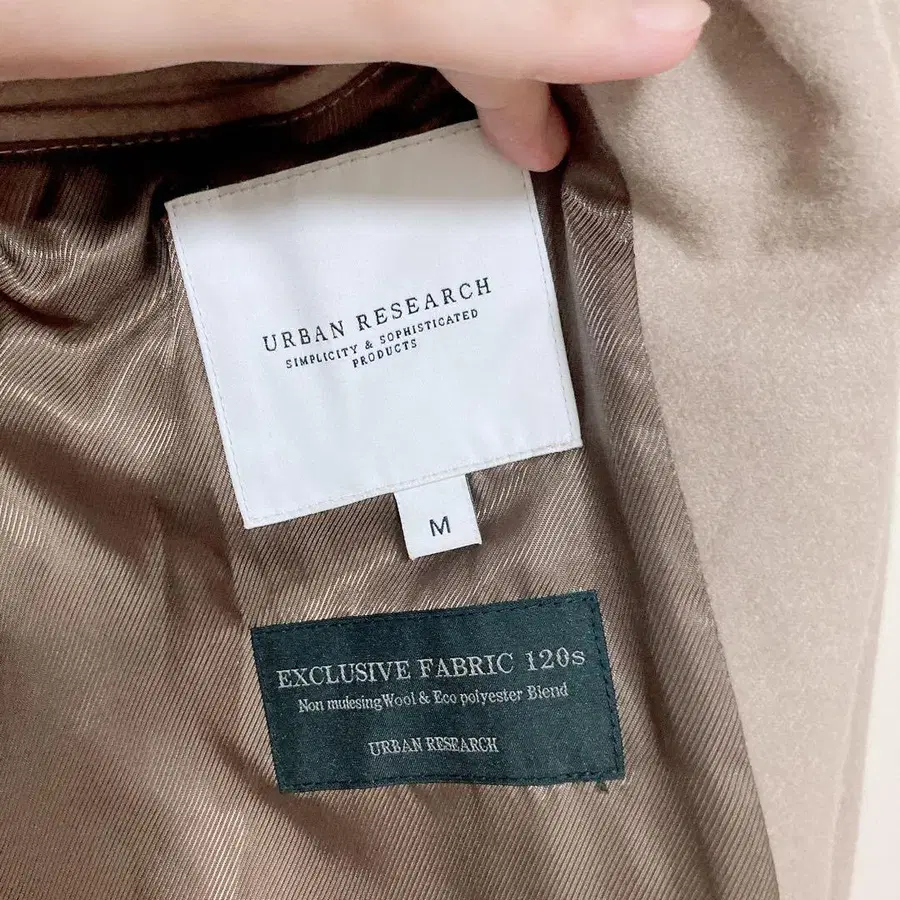 URBAN RESEARCH
SIMPLICITY & SOPHISTICATED
PRODUCTS
M
EXCLUSIVE FABRIC 120s
Non mulesing Wool & Eco polyester Blend
URBAN RESEARCH